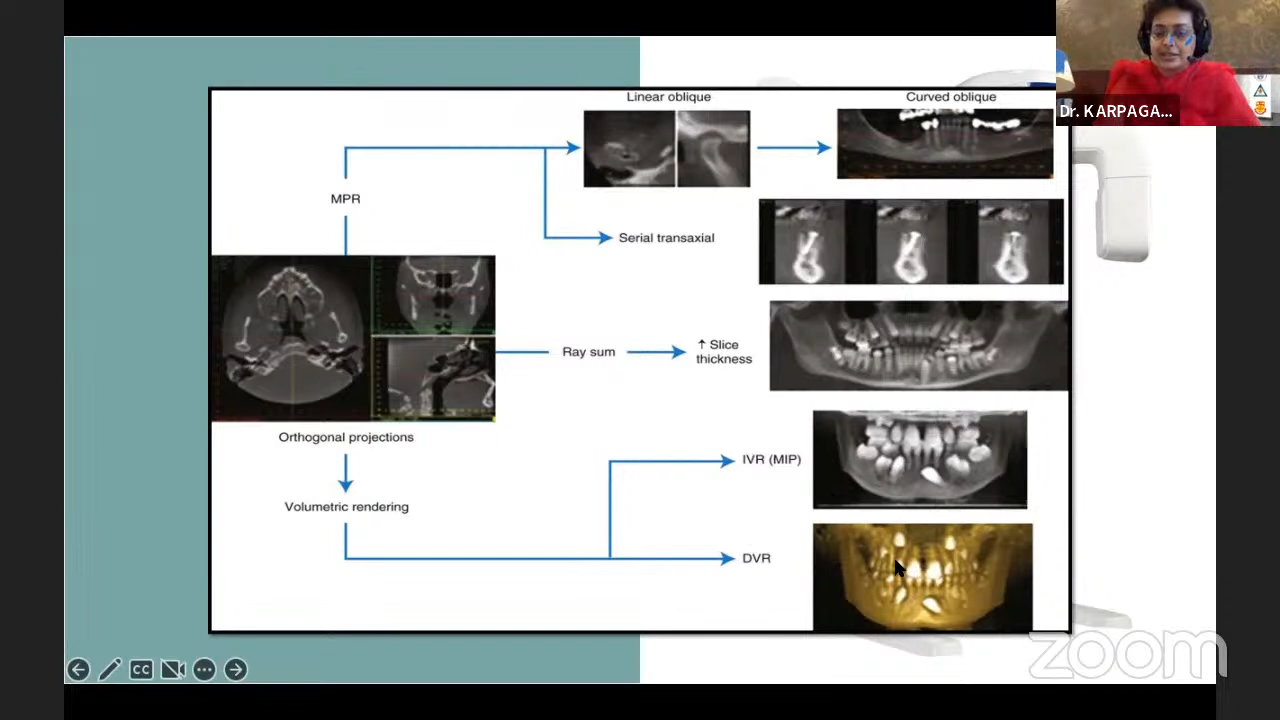 Linear oblique
Curved oblique
Dr. KARPAGA...
MPR
Serial transaxial
Ray sum
↑ Slice
thickness
Orthogonal projections
IVR (MIP)
Volumetric rendering
DVR
CC
zoom